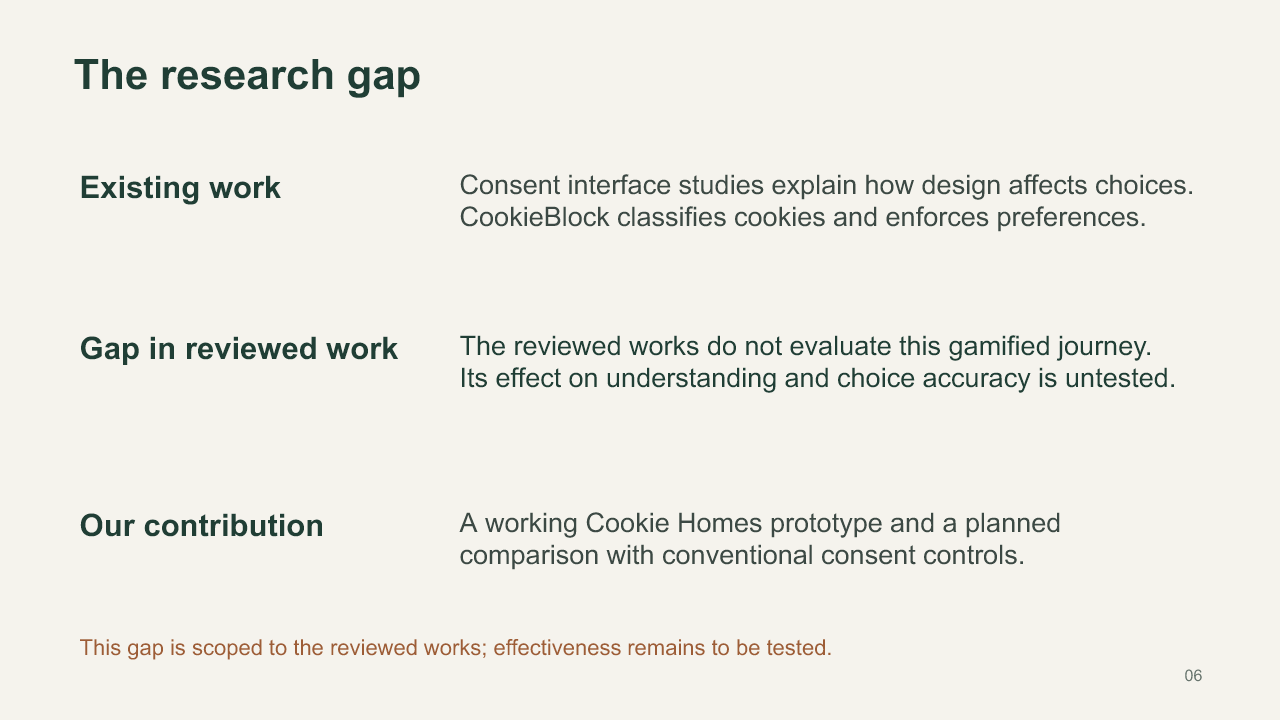 The research gap
Existing work
Consent interface studies explain how design affects choices.
CookieBlock classifies cookies and enforces preferences.
Gap in reviewed work
The reviewed works do not evaluate this gamified journey.
Its effect on understanding and choice accuracy is untested.
Our contribution
A working Cookie Homes prototype and a planned
comparison with conventional consent controls.
This gap is scoped to the reviewed works; effectiveness remains to be tested.
06